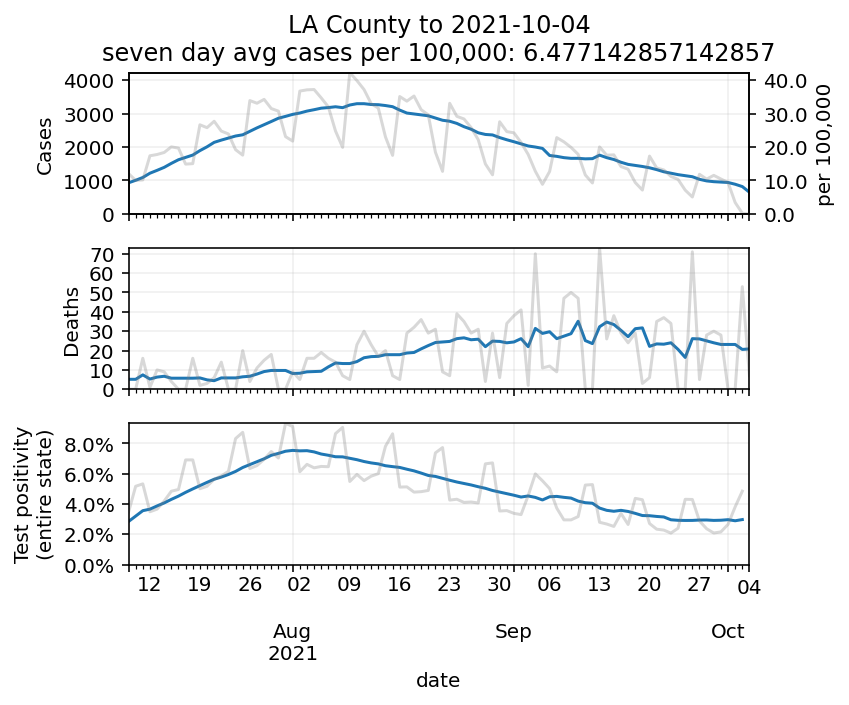 LA County to 2021-10-04
seven day avg cases per 100,000: 6.477142857142857
4000
3000
2000
1000
0
Cases
40.0
30.0
20.0
10.0
0.0
per 100,000
70
60
50
40
30
20
10
0
Deaths
8.0%
6.0%
4.0%
2.0%
0.0%
Test positivity
(entire state)
12 19 26 02 09 16 23 30 06 13 20 27 04
Aug Sep Oct
2021
date